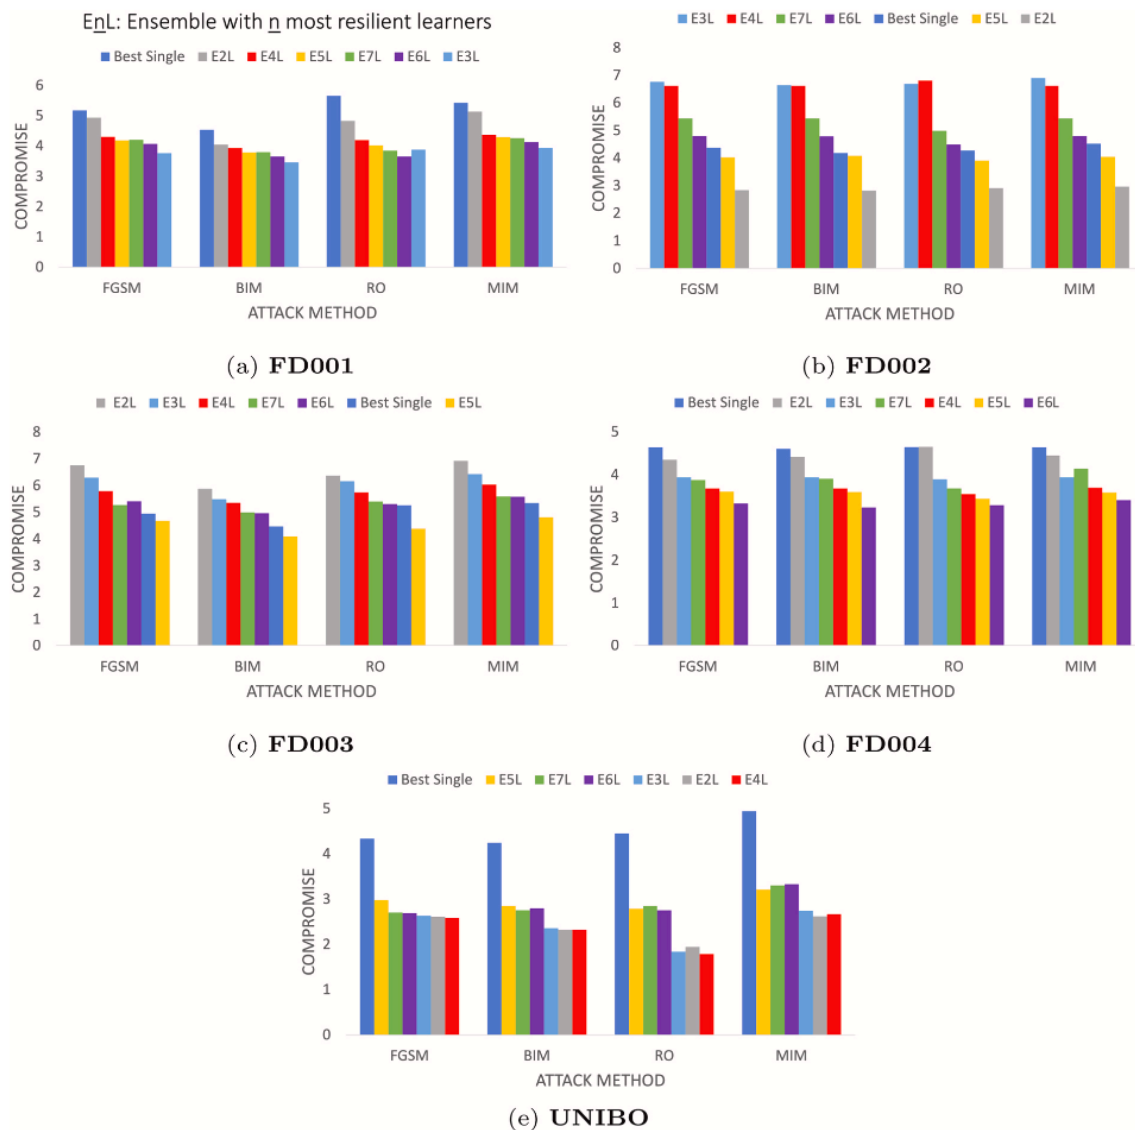 EnL: Ensemble with n most resilient learners
Best Single E2L E4L E5L E7L E6L E3L
COMPROMISE
6
5
4
3
2
1
0
FGSM BIM RO MIM
ATTACK METHOD
(a) FD001
E3L E4L E7L E6L Best Single E5L E2L
COMPROMISE
8
7
6
5
4
3
2
1
0
FGSM BIM RO MIM
ATTACK METHOD
(b) FD002
E2L E3L E4L E7L E6L Best Single E5L
COMPROMISE
8
7
6
5
4
3
2
1
0
FGSM BIM RO MIM
ATTACK METHOD
(c) FD003
Best Single E2L E3L E7L E4L E5L E6L
COMPROMISE
5
4
3
2
1
0
FGSM BIM RO MIM
ATTACK METHOD
(d) FD004
Best Single E5L E7L E6L E3L E2L E4L
COMPROMISE
5
4
3
2
1
0
FGSM BIM RO MIM
ATTACK METHOD
(e) UNIBO